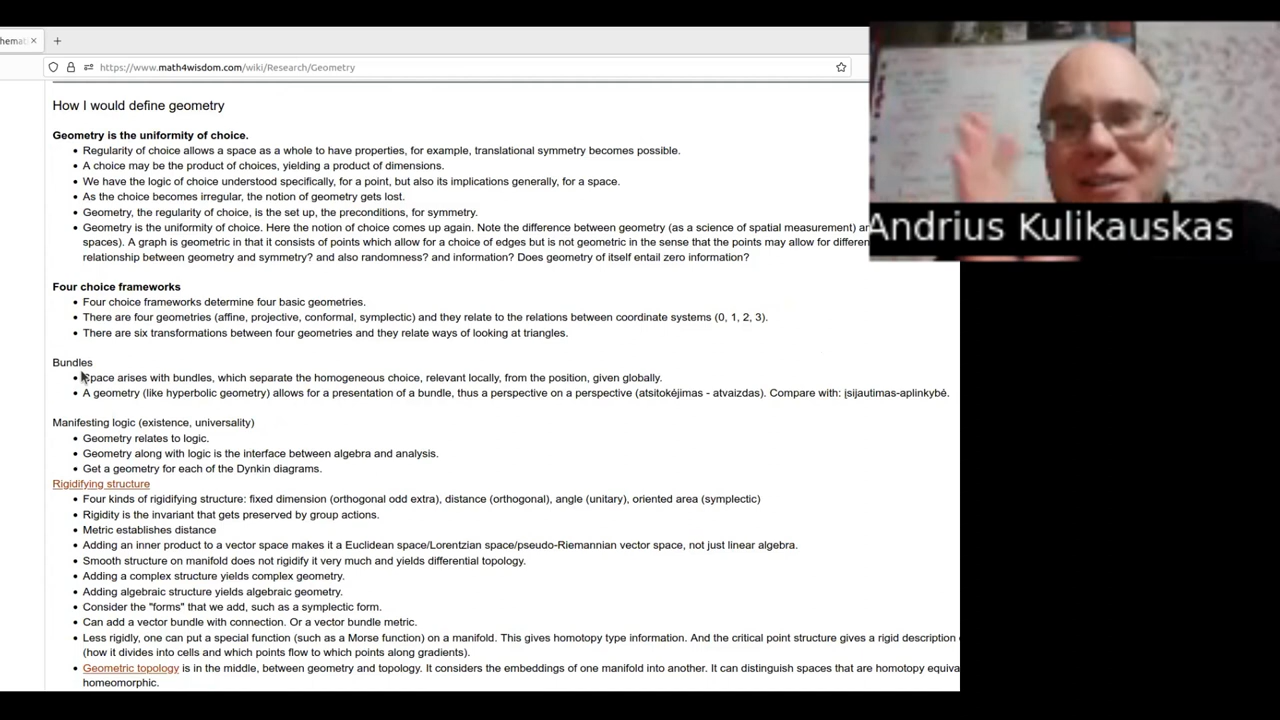 hemat × +
https://www.math4wisdom.com/wiki/Research/Geometry
How I would define geometry
Geometry is the uniformity of choice.
• Regularity of choice allows a space as a whole to have properties, for example, translational symmetry becomes possible.
• A choice may be the product of choices, yielding a product of dimensions.
• We have the logic of choice understood specifically, for a point, but also its implications generally, for a space.
• As the choice becomes irregular, the notion of geometry gets lost.
• Geometry, the regularity of choice, is the set up, the preconditions, for symmetry.
• Geometry is the uniformity of choice. Here the notion of choice comes up again. Note the difference between geometry (as a science of spatial measurement) an
spaces). A graph is geometric in that it consists of points which allow for a choice of edges but is not geometric in the sense that the points may allow for differen
relationship between geometry and symmetry? and also randomness? and information? Does geometry of itself entail zero information?
Andrius Kulikauskas
Four choice frameworks
• Four choice frameworks determine four basic geometries.
• There are four geometries (affine, projective, conformal, symplectic) and they relate to the relations between coordinate systems (0, 1, 2, 3).
• There are six transformations between four geometries and they relate ways of looking at triangles.
Bundles
• Space arises with bundles, which separate the homogeneous choice, relevant locally, from the position, given globally.
• A geometry (like hyperbolic geometry) allows for a presentation of a bundle, thus a perspective on a perspective (atsitokėjimas - atvaizdas). Compare with: įsijautimas-aplinkybė.
Manifesting logic (existence, universality)
• Geometry relates to logic.
• Geometry along with logic is the interface between algebra and analysis.
• Get a geometry for each of the Dynkin diagrams.
Rigidifying structure
• Four kinds of rigidifying structure: fixed dimension (orthogonal odd extra), distance (orthogonal), angle (unitary), oriented area (symplectic)
• Rigidity is the invariant that gets preserved by group actions.
• Metric establishes distance
• Adding an inner product to a vector space makes it a Euclidean space/Lorentzian space/pseudo-Riemannian vector space, not just linear algebra.
• Smooth structure on manifold does not rigidify it very much and yields differential topology.
• Adding a complex structure yields complex geometry.
• Adding algebraic structure yields algebraic geometry.
• Consider the "forms" that we add, such as a symplectic form.
• Can add a vector bundle with connection. Or a vector bundle metric.
• Less rigidly, one can put a special function (such as a Morse function) on a manifold. This gives homotopy type information. And the critical point structure gives a rigid description
(how it divides into cells and which points flow to which points along gradients).
• Geometric topology is in the middle, between geometry and topology. It considers the embeddings of one manifold into another. It can distinguish spaces that are homotopy equiva
homeomorphic.